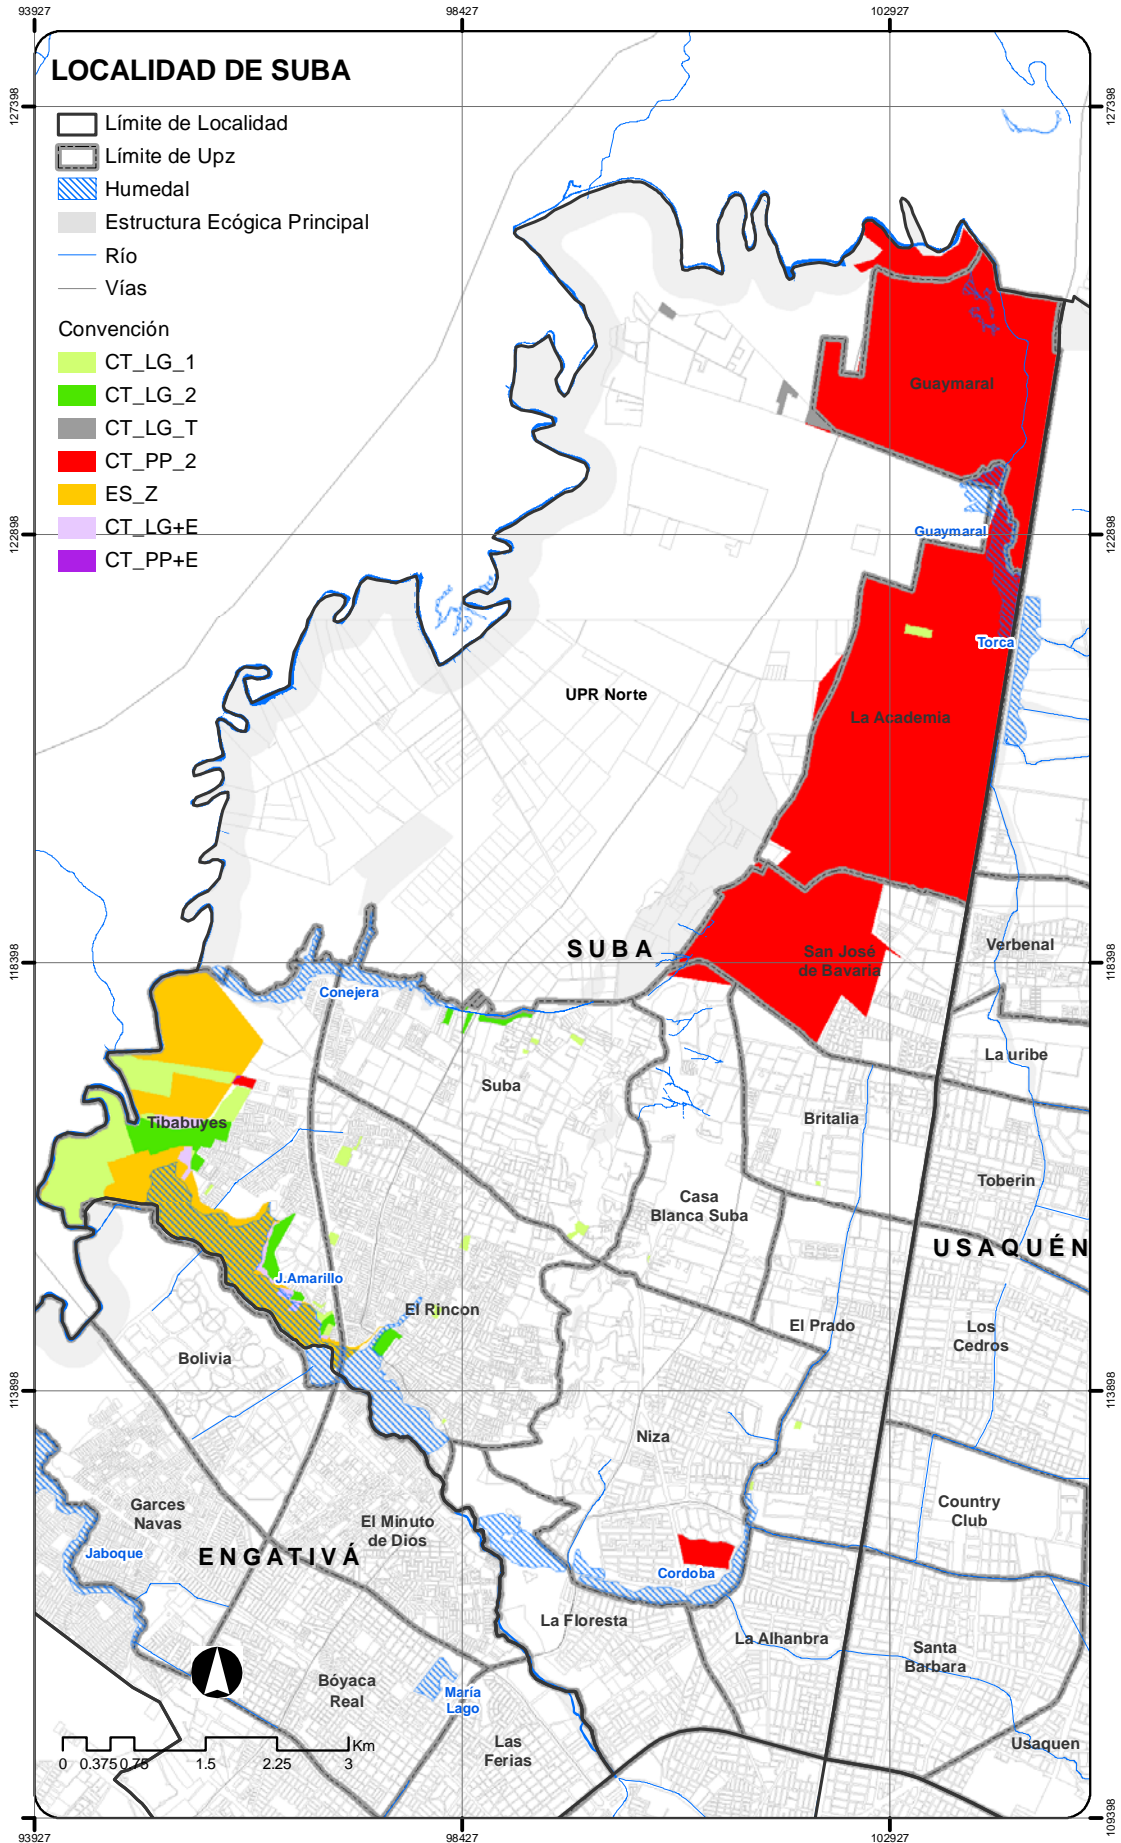 93927
98427
102927
LOCALIDAD DE SUBA
127398
127398
Límite de Localidad
Límite de Upz
Humedal
Estructura Ecógica Principal
Río
Vías
Convención
CT_LG_1
CT_LG_2
CT_LG_T
CT_PP_2
ES_Z
CT_LG+E
CT_PP+E
Guaymaral
122898
122898
Guaymaral
Torca
UPR Norte
La Academia
118398
118398
SUBA
San José
de Bavaria
Verbenal
Conejera
La uribe
Suba
Tibabuyes
Britalia
Toberin
Casa
Blanca Suba
USAQUÉN
J.Amarillo
El Rincon
El Prado
Los
Cedros
Bolivia
113898
113898
Niza
Garces
Navas
El Minuto
de Dios
Country
Club
Jaboque
ENGATIVÁ
Cordoba
La Floresta
La Alhanbra
Santa
Barbara
Bóyaca
Real
María
Lago
Las
Ferias
Usaquen
Km
0 0.375 0.75 1.5 2.25 3
109398
93927
98427
102927